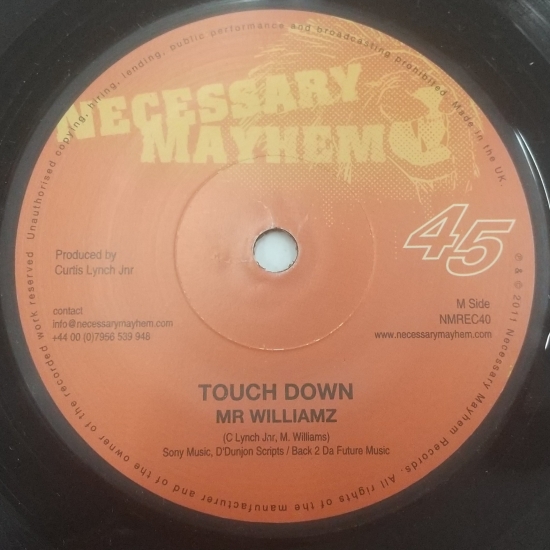 Unauthorised copying, hiring, lending, public performance and broadcasting prohibited. Made in the UK.
NECESSARY
MAYHEM
45
Produced by
Curtis Lynch Jnr
contact
info@necessarymayhem.com
+44 00 (0)7956 539 948
M Side
NMREC40
www.necessarymayhem.com
TOUCH DOWN
MR WILLIAMZ
(C Lynch Jnr, M. Williams)
Sony Music, D'Dunjon Scripts / Back 2 Da Future Music
℗ & © 2011 Necessary Mayhem Records. All rights of the manufacturer and of the owner of the recorded work reserved